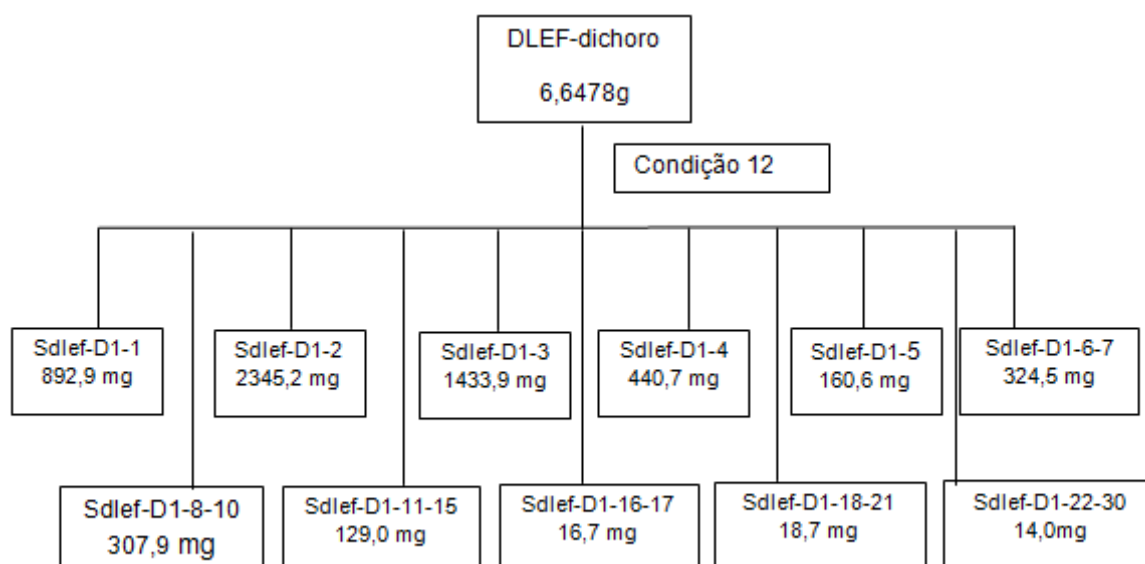 DLEF-dichoro
6,6478g
Condição 12
Sdlef-D1-1
892,9 mg
Sdlef-D1-2
2345,2 mg
Sdlef-D1-3
1433,9 mg
Sdlef-D1-4
440,7 mg
Sdlef-D1-5
160,6 mg
Sdlef-D1-6-7
324,5 mg
Sdlef-D1-8-10
307,9 mg
Sdlef-D1-11-15
129,0 mg
Sdlef-D1-16-17
16,7 mg
Sdlef-D1-18-21
18,7 mg
Sdlef-D1-22-30
14,0mg